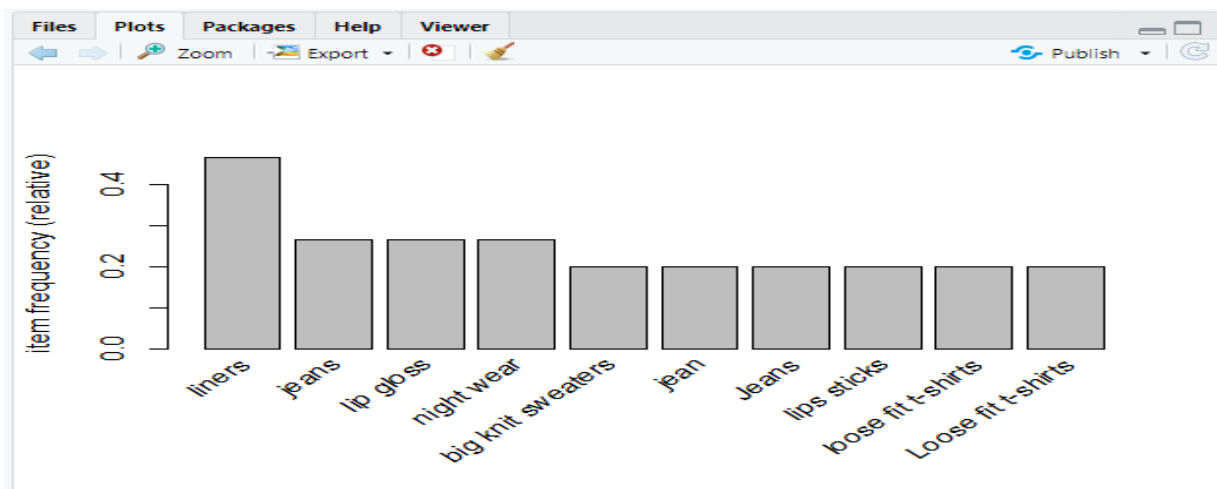 Files Plots Packages Help Viewer
Zoom Export Publish
item frequency (relative)
0.4
0.2
0.0
liners
jeans
lip gloss
night wear
big knit sweaters
jean
Jeans
lips sticks
loose fit t-shirts
Loose fit t-shirts